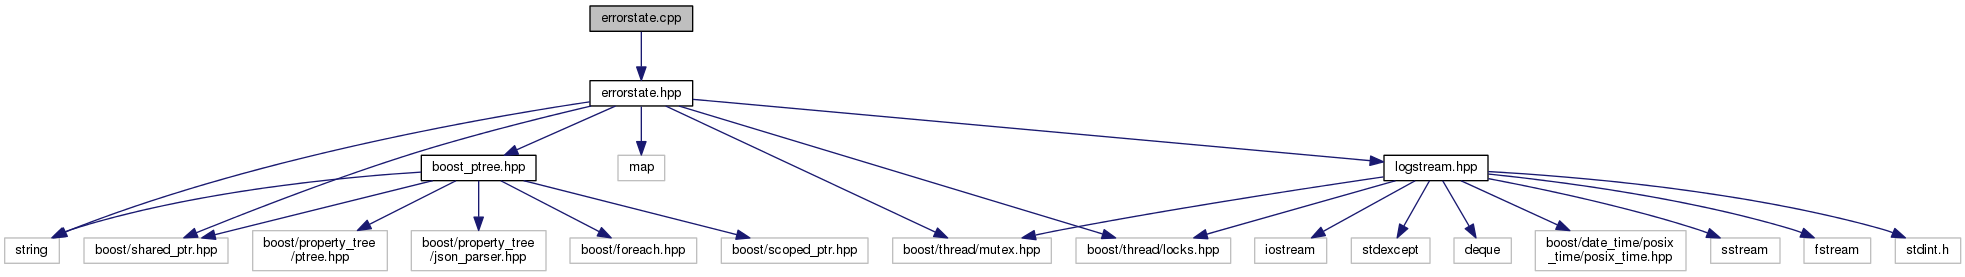 errorstate.cpp
errorstate.hpp
boost_ptree.hpp
map
logstream.hpp
string
boost/shared_ptr.hpp
boost/property_tree
/ptree.hpp
boost/property_tree
/json_parser.hpp
boost/foreach.hpp
boost/scoped_ptr.hpp
boost/thread/mutex.hpp
boost/thread/locks.hpp
iostream
stdexcept
deque
boost/date_time/posix
_time/posix_time.hpp
sstream
fstream
stdint.h